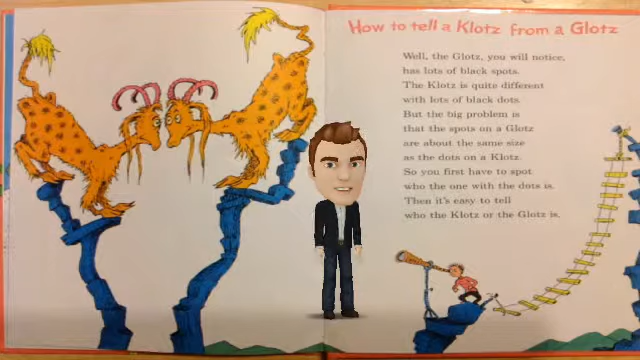 How to tell a Klotz from a Glotz
Well, the Glotz, you will notice,
has lots of black spots.
The Klotz is quite different
with lots of black dots.
But the big problem is
that the spots on a Glotz
are about the same size
as the dots on a Klotz.
So you first have to spot
who the one with the dots is.
Then it's easy to tell
who the Klotz or the Glotz is.